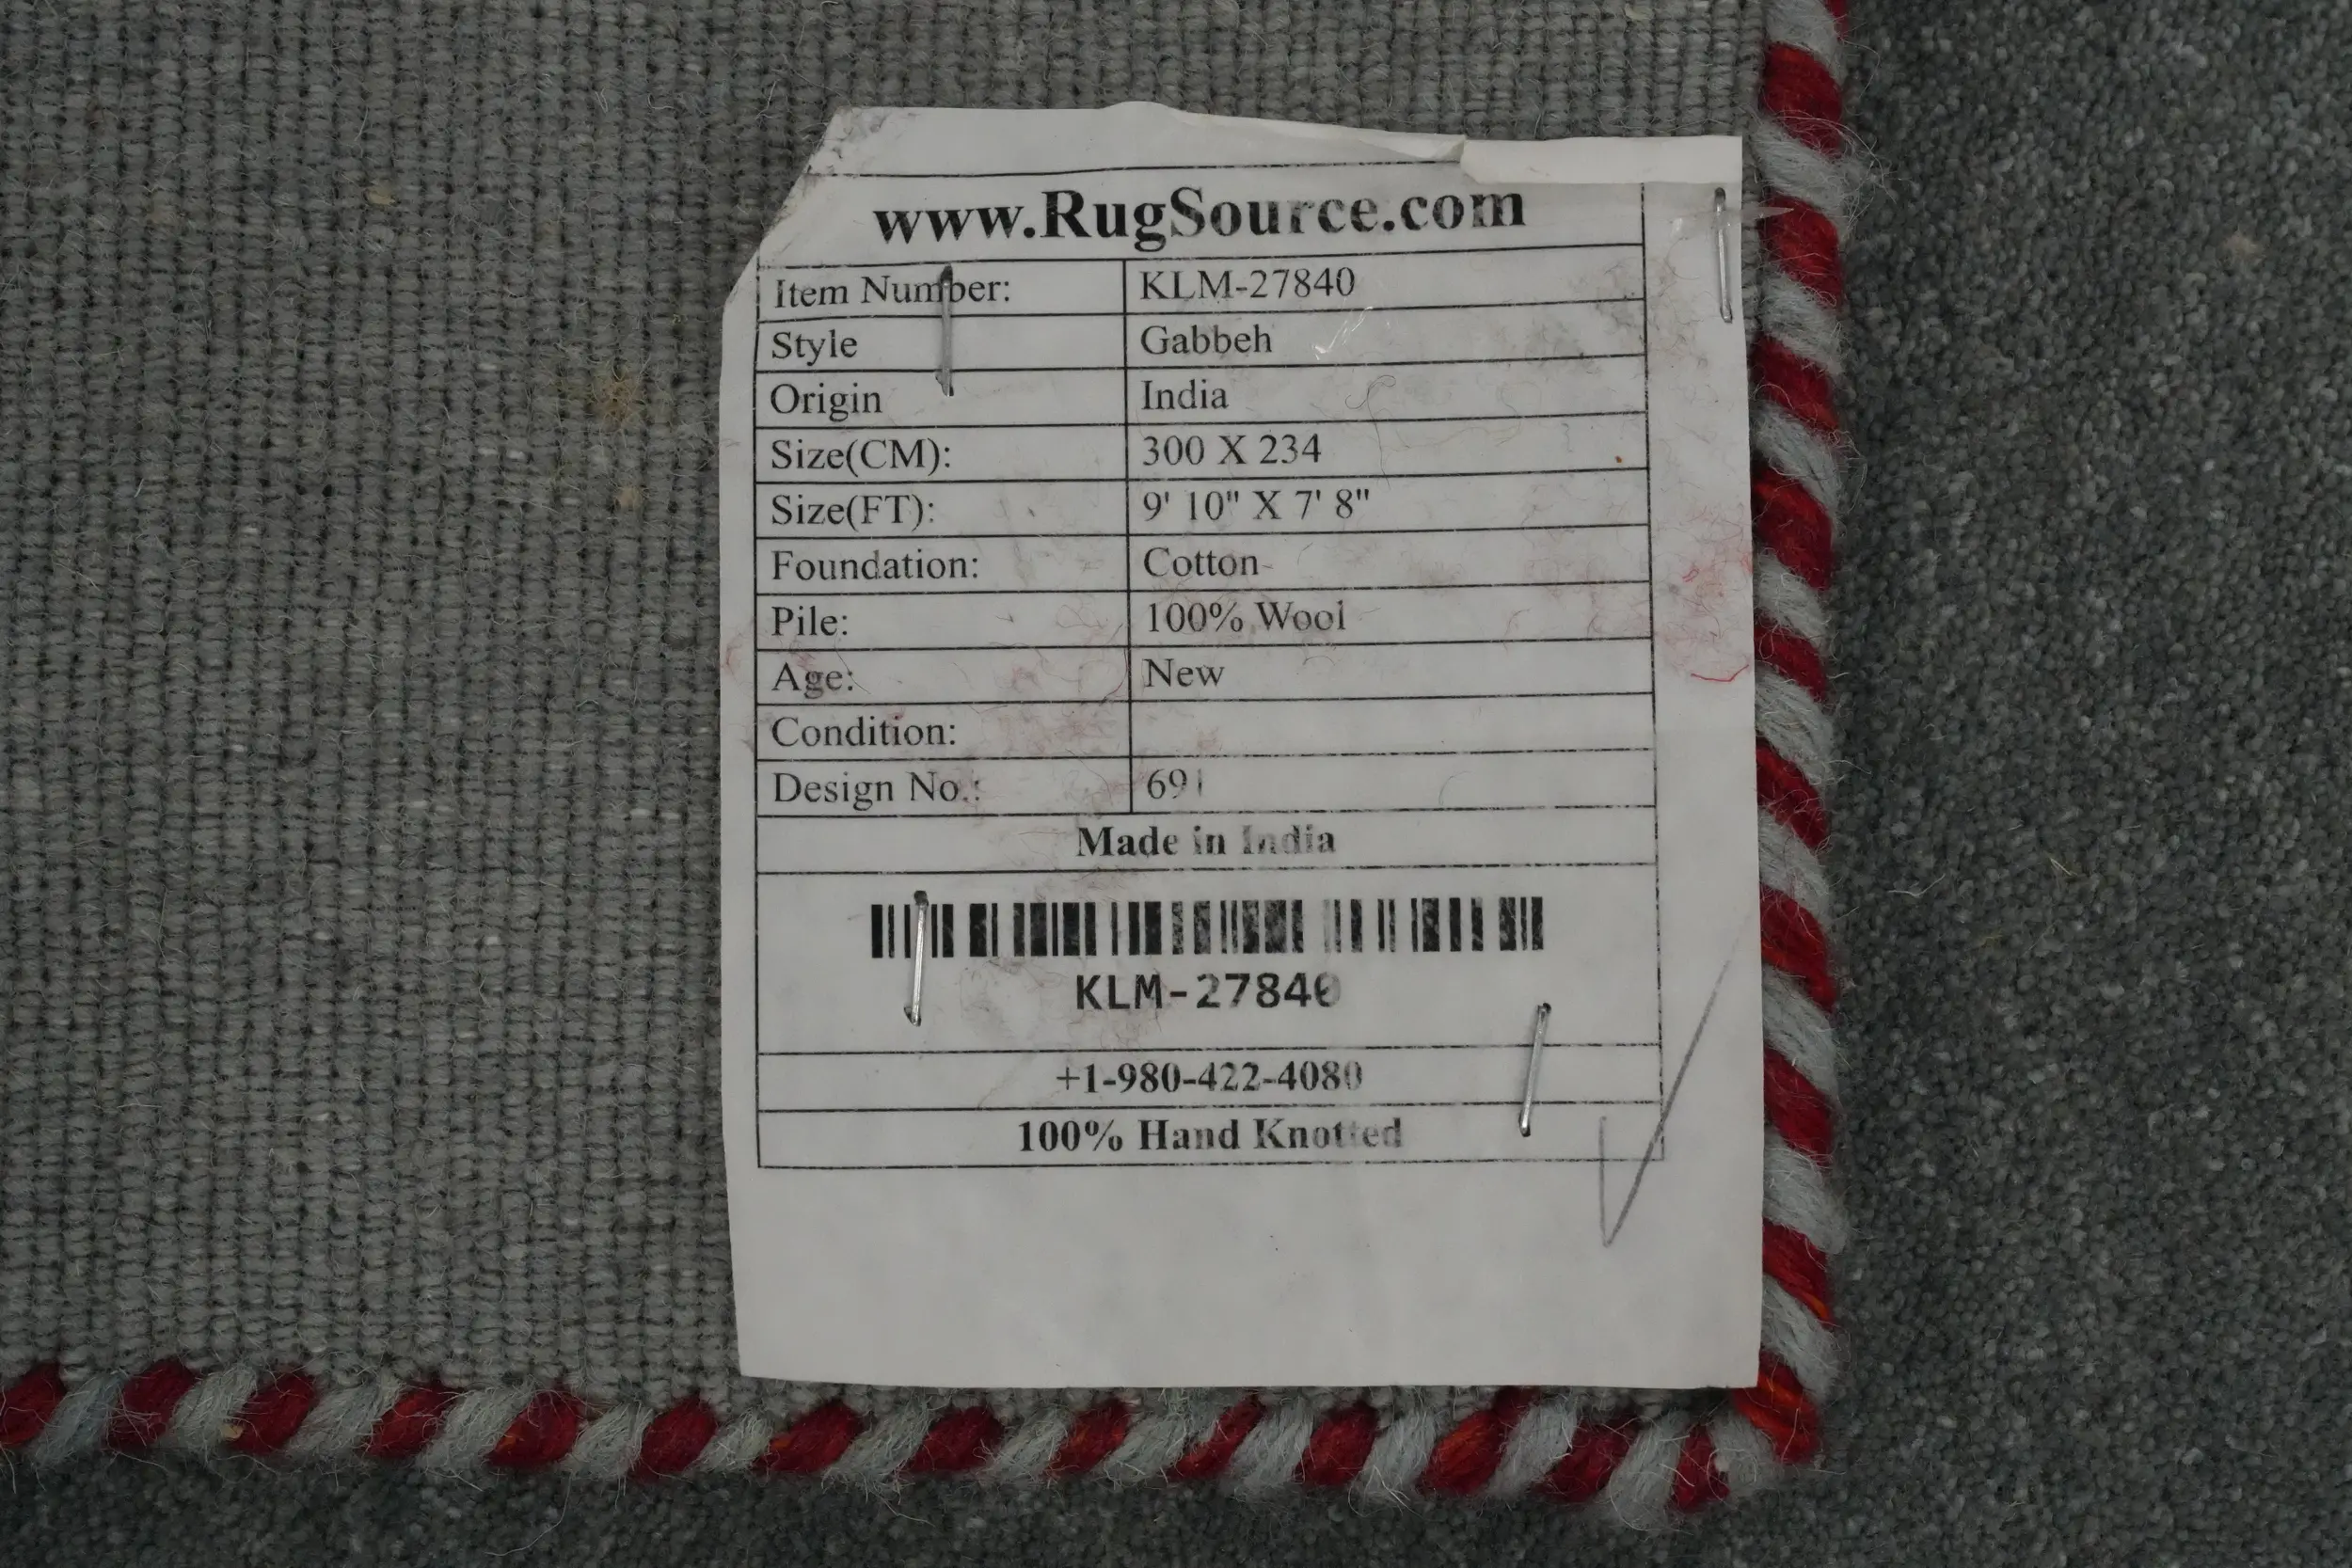 www.RugSource.com
Item Number: KLM-27840
Style Gabbeh
Origin India
Size(CM): 300 X 234
Size(FT): 9' 10" X 7' 8"
Foundation: Cotton
Pile: 100% Wool
Age: New
Condition:
Design No.: 691
Made in India
KLM-27840
+1-980-422-4080
100% Hand Knotted